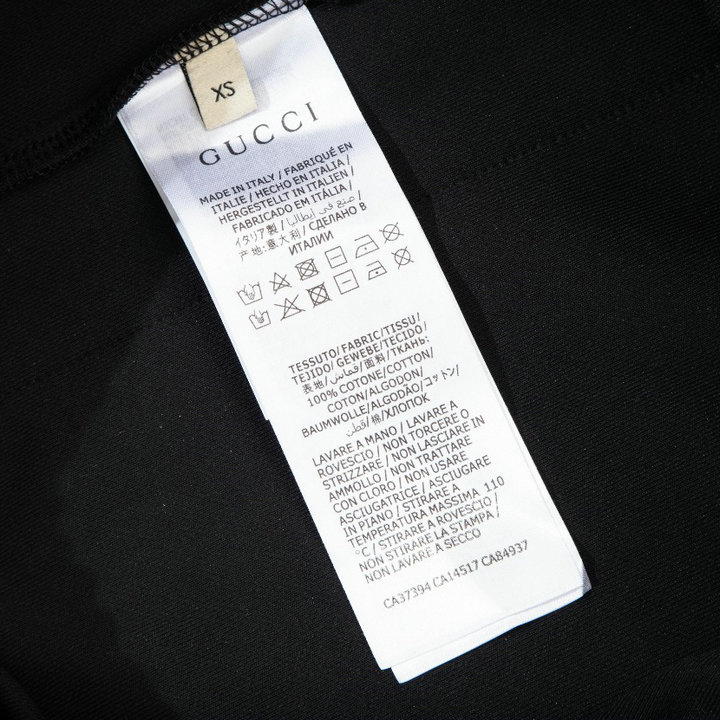 XS
GUCCI
MADE IN ITALY / FABRIQUÉ EN
ITALIE / HECHO EN ITALIA /
HERGESTELLT IN ITALIEN /
FABRICADO EM ITÁLIA /
イタリア製 / صنع في إيطاليا /
产地:意大利 / СДЕЛАНО В
ИТАЛИИ
TESSUTO/FABRIC/TISSU/
TEJIDO/GEWEBE/TECIDO/
表地/قماش/面料/ТКАНЬ:
100% COTONE/COTTON/
COTON/ALGODON/
BAUMWOLLE/ALGODÃO/コットン/
قطن/棉/ХЛОПОК
LAVARE A MANO / LAVARE A
ROVESCIO / NON TORCERE O
STRIZZARE / NON LASCIARE IN
AMMOLLO / NON TRATTARE
CON CLORO / NON USARE
ASCIUGATRICE / ASCIUGARE
IN PIANO / STIRARE A
TEMPERATURA MASSIMA 110
°C / STIRARE A ROVESCIO /
NON STIRARE LA STAMPA /
NON LAVARE A SECCO
CA37394 CA14517 CA84937